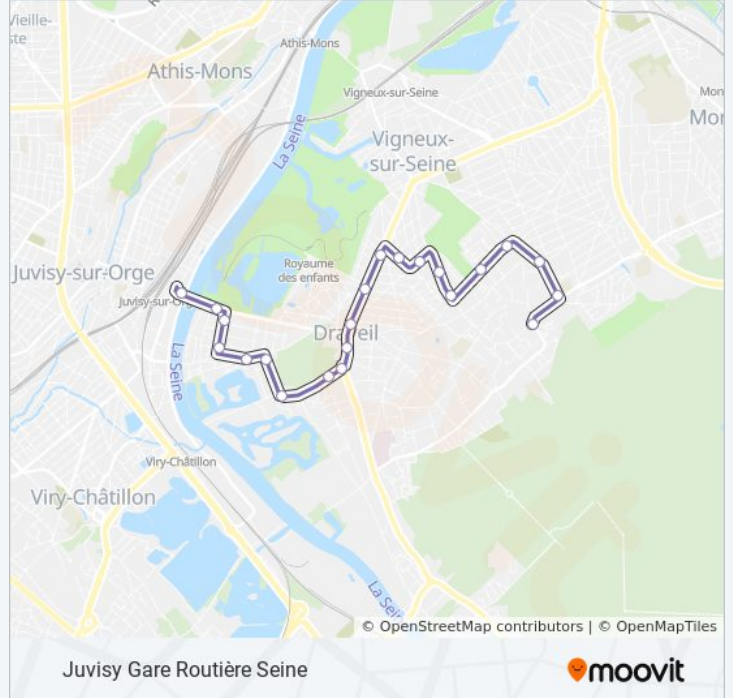 Vieille-
ste
Athis-Mons
Athis-Mons
Vigneux-sur-Seine
Mon
Mor
La Seine
Vigneux-
sur-Seine
Royaume
des enfants
Juvisy-sur-Orge
Juvisy-sur-Org
Draveil
La Seine
Viry-Châtillon
Viry-Châtillon
La Seine
© OpenStreetMap contributors | © OpenMapTiles
Juvisy Gare Routière Seine
moovit